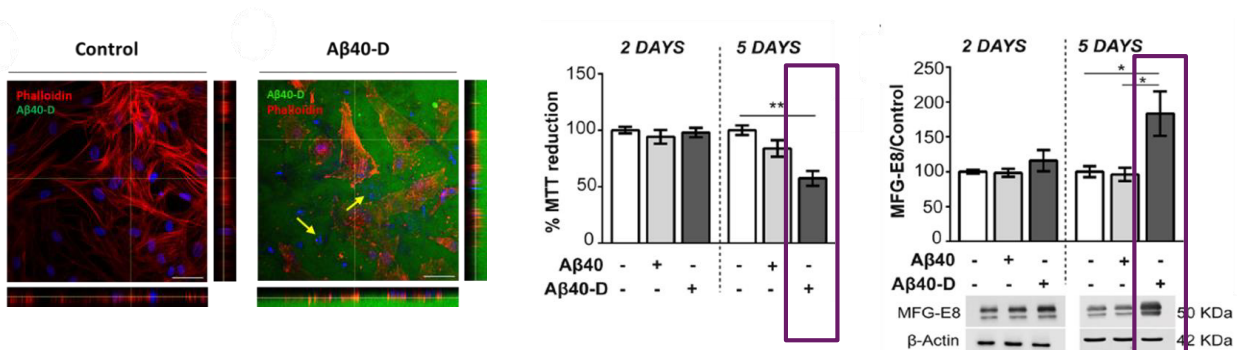 Control
Aβ40-D
Phalloidin
Aβ40-D
Aβ40-D
Phalloidin
2 DAYS 5 DAYS
% MTT reduction
150
100
50
0
**
Aβ40 - + - - + -
Aβ40-D - - + - - +
2 DAYS 5 DAYS
MFG-E8/Control
250
200
150
100
50
0
*
*
Aβ40 - + - - + -
Aβ40-D - - + - - +
MFG-E8 50 KDa
β-Actin 42 KDa